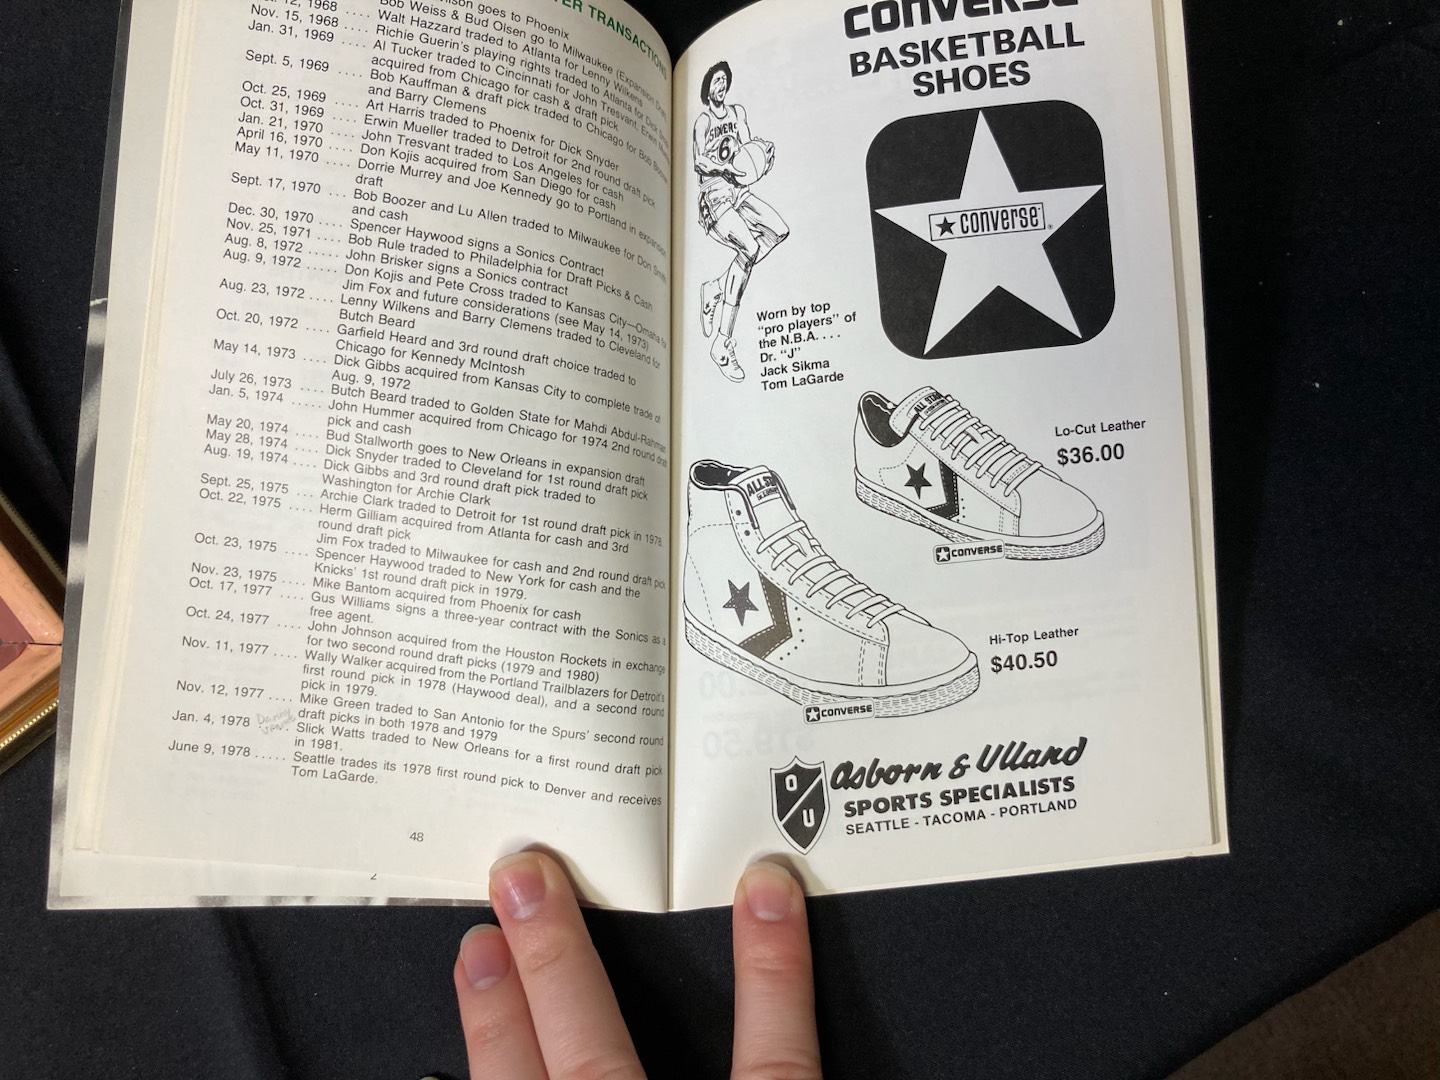 ER TRANSACTIONS
12, 1968
son goes to Phoenix
Nov. 15, 1968 .... Bob Weiss & Bud Olsen go to Milwaukee (Expansion
Walt Hazzard traded to Atlanta for Lenny Wilkens
Jan. 31, 1969 .... Richie Guerin's playing rights traded to Atlanta for Dick
Al Tucker traded to Cincinnati for John Tresvant
acquired from Chicago for cash & draft pick
Sept. 5, 1969 .... Bob Kauffman & draft pick traded to Chicago for Bob Boozer
and Barry Clemens
Oct. 25, 1969 .... Art Harris traded to Phoenix for Dick Snyder
Oct. 31, 1969 .... Erwin Mueller traded to Detroit for 2nd round draft pick
Jan. 21, 1970 .... John Tresvant traded to Los Angeles for cash
April 16, 1970 .... Don Kojis acquired from San Diego for cash
May 11, 1970 .... Dorrie Murrey and Joe Kennedy go to Portland in expansion
draft
Sept. 17, 1970 ... Bob Boozer and Lu Allen traded to Milwaukee for Don Smith
and cash
Dec. 30, 1970 .... Spencer Haywood signs a Sonics Contract
Nov. 25, 1971 .... Bob Rule traded to Philadelphia for Draft Picks & Cash
Aug. 8, 1972 ..... John Brisker signs a Sonics contract
Aug. 9, 1972 ..... Don Kojis and Pete Cross traded to Kansas City—Omaha for
Jim Fox and future considerations (see May 14, 1973)
Aug. 23, 1972 .... Lenny Wilkens and Barry Clemens traded to Cleveland for
Butch Beard
Oct. 20, 1972 .... Garfield Heard and 3rd round draft choice traded to
Chicago for Kennedy McIntosh
May 14, 1973 .... Dick Gibbs acquired from Kansas City to complete trade of
Aug. 9, 1972
July 26, 1973 .... Butch Beard traded to Golden State for Mahdi Abdul-Rahman
Jan. 5, 1974 ..... John Hummer acquired from Chicago for 1974 2nd round draft
pick and cash
May 20, 1974 .... Bud Stallworth goes to New Orleans in expansion draft
May 28, 1974 .... Dick Snyder traded to Cleveland for 1st round draft pick
Aug. 19, 1974 .... Dick Gibbs and 3rd round draft pick traded to
Washington for Archie Clark
Sept. 25, 1975 .... Archie Clark traded to Detroit for 1st round draft pick in 1978.
Oct. 22, 1975 .... Herm Gilliam acquired from Atlanta for cash and 3rd
round draft pick
Jim Fox traded to Milwaukee for cash and 2nd round draft pick
Oct. 23, 1975 .... Spencer Haywood traded to New York for cash and the
Knicks' 1st round draft pick in 1979.
Nov. 23, 1975 .... Mike Bantom acquired from Phoenix for cash
Oct. 17, 1977 .... Gus Williams signs a three-year contract with the Sonics as a
free agent.
Oct. 24, 1977 .... John Johnson acquired from the Houston Rockets in exchange
for two second round draft picks (1979 and 1980)
Nov. 11, 1977 .... Wally Walker acquired from the Portland Trailblazers for Detroit's
first round pick in 1978 (Haywood deal), and a second round
pick in 1979.
Nov. 12, 1977 .... Mike Green traded to San Antonio for the Spurs' second round
draft picks in both 1978 and 1979
Jan. 4, 1978 ..... Slick Watts traded to New Orleans for a first round draft pick
in 1981.
June 9, 1978 ..... Seattle trades its 1978 first round pick to Denver and receives
Tom LaGarde.
48
2
CONVERSE
BASKETBALL
SHOES
6
★ CONVERSE®
Worn by top
"pro players" of
the N.B.A. . . .
Dr. "J"
Jack Sikma
Tom LaGarde
ALL STAR
Lo-Cut Leather
$36.00
CONVERSE
ALL STAR
Hi-Top Leather
$40.50
CONVERSE
O U
Osborn & Ulland
SPORTS SPECIALISTS
SEATTLE - TACOMA - PORTLAND